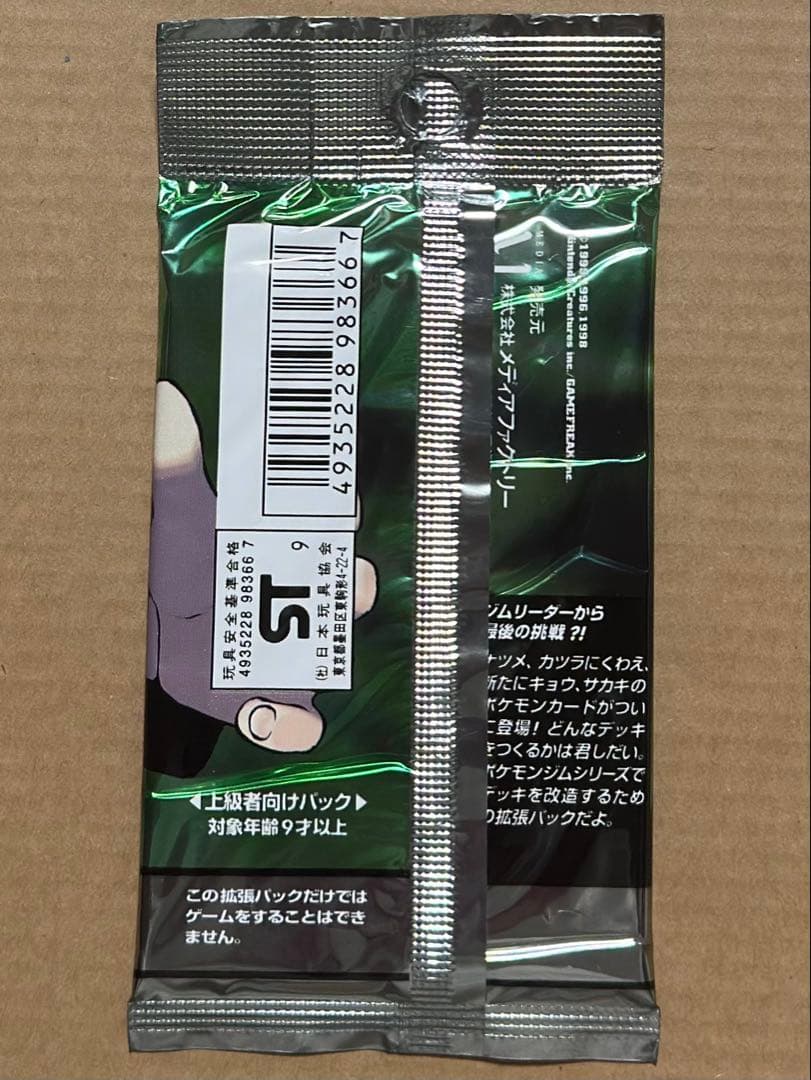 4935228 983667
玩具安全基準合格
4935228 98366 7
ST 9
(社)日本玩具協会
東京都墨田区東駒形4-22-4
1996,1998
Creatures inc./GAMEFREAK inc.
MEDIA
発売元
株式会社メディアファクトリー
ジムリーダーから
最後の挑戦?!
ナツメ、カツラにくわえ、
新たにキョウ、サカキの
ポケモンカードがつい
に登場! どんなデッキ
をつくるかは君しだい。
ポケモンジムシリーズで
デッキを改造するため
の拡張パックだよ。
◀上級者向けパック▶
対象年齢9才以上
この拡張パックだけでは
ゲームをすることはでき
ません。